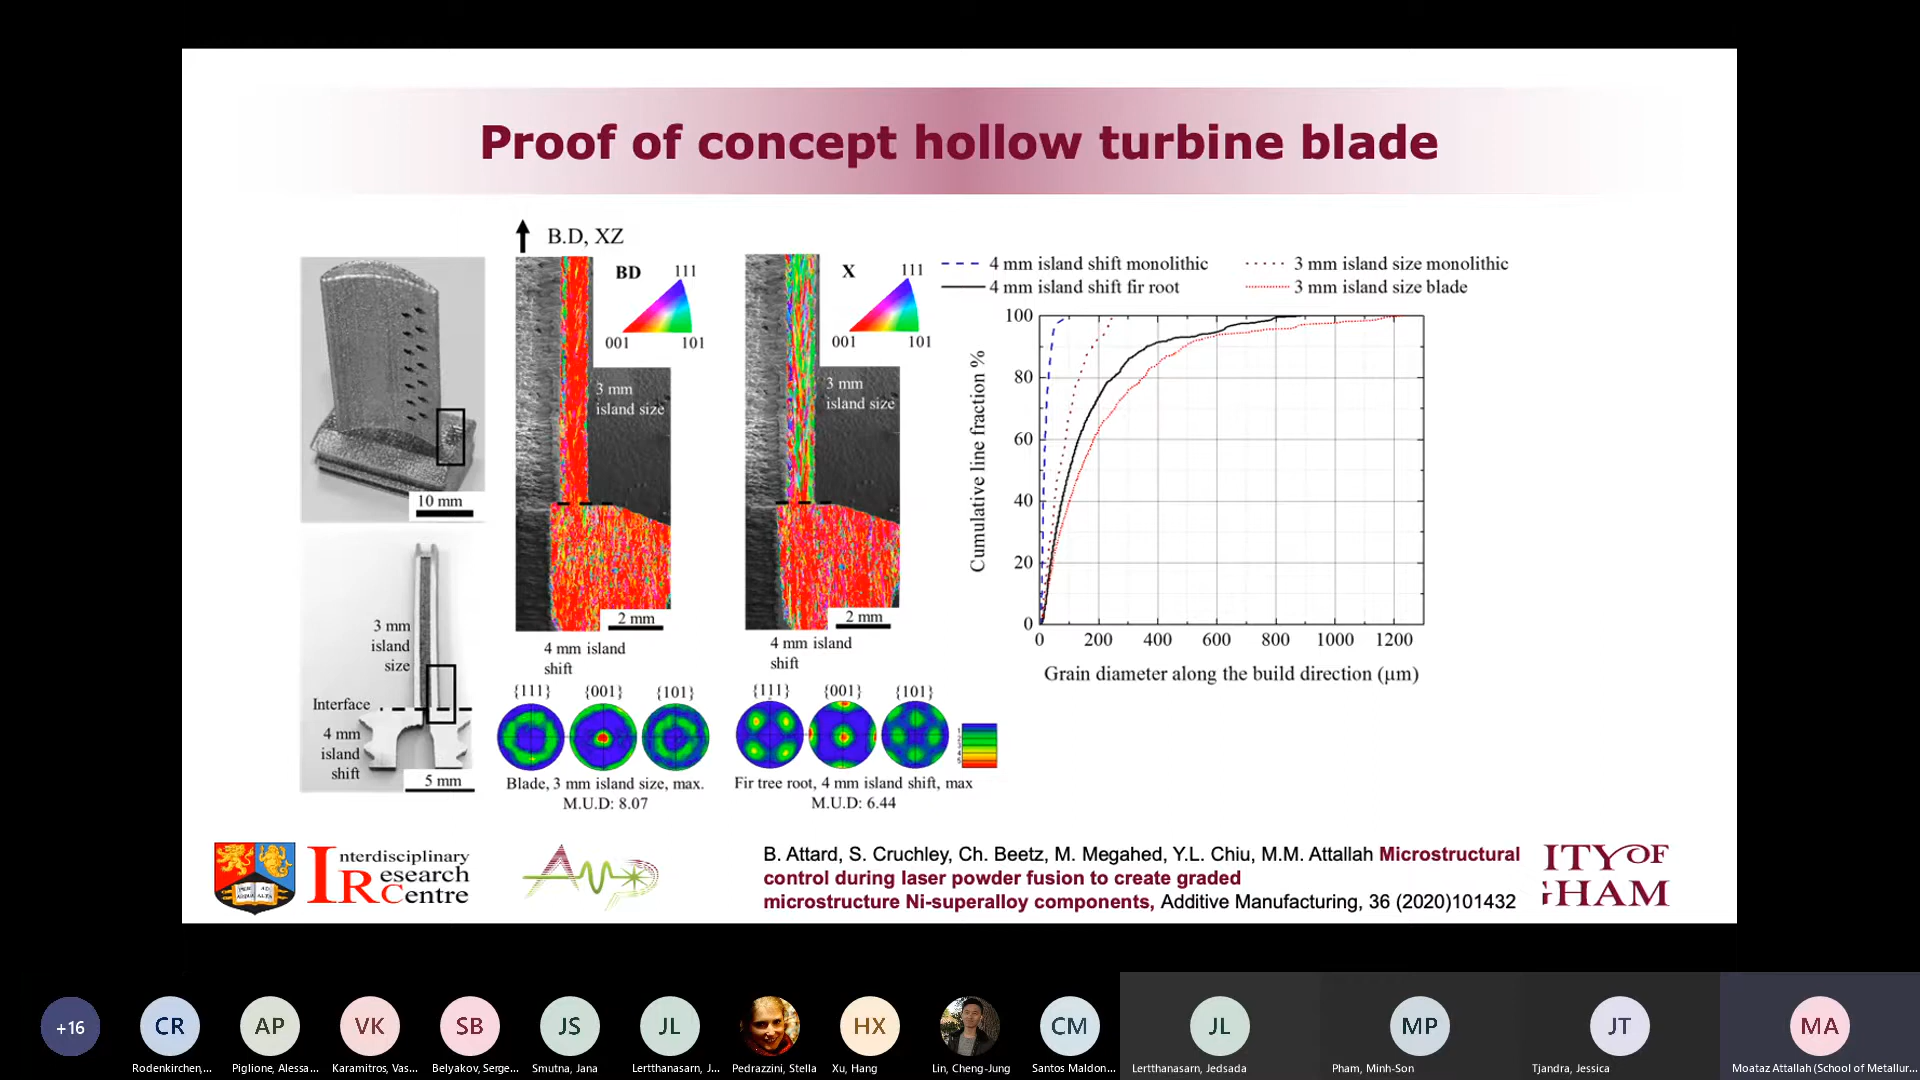 Proof of concept hollow turbine blade
B.D, XZ
BD
111
001
101
3 mm
island size
2 mm
4 mm island
shift
X
111
001
101
3 mm
island size
2 mm
4 mm island
shift
10 mm
3 mm
island
size
Interface
4 mm
island
shift
5 mm
{111} {001} {101}
Blade, 3 mm island size, max.
M.U.D: 8.07
{111} {001} {101}
Fir tree root, 4 mm island shift, max
M.U.D: 6.44
4 mm island shift monolithic
3 mm island size monolithic
4 mm island shift fir root
3 mm island size blade
Cumulative line fraction %
100
80
60
40
20
0
0 200 400 600 800 1000 1200
Grain diameter along the build direction (µm)
Interdisciplinary
Research
Centre
B. Attard, S. Cruchley, Ch. Beetz, M. Megahed, Y.L. Chiu, M.M. Attallah Microstructural
control during laser powder fusion to create graded
microstructure Ni-superalloy components, Additive Manufacturing, 36 (2020)101432
ITY OF
HAM
+16
CR
AP
VK
SB
JS
JL
HX
CM
JL
MP
JT
MA
Rodenkirchen,...
Piglione, Alessa...
Karamitros, Vas...
Belyakov, Serge...
Smutna, Jana
Lertthanasarn, J...
Pedrazzini, Stella
Xu, Hang
Lin, Cheng-Jung
Santos Maldon...
Lertthanasarn, Jedsada
Pham, Minh-Son
Tjandra, Jessica
Moataz Attallah (School of Metallur...